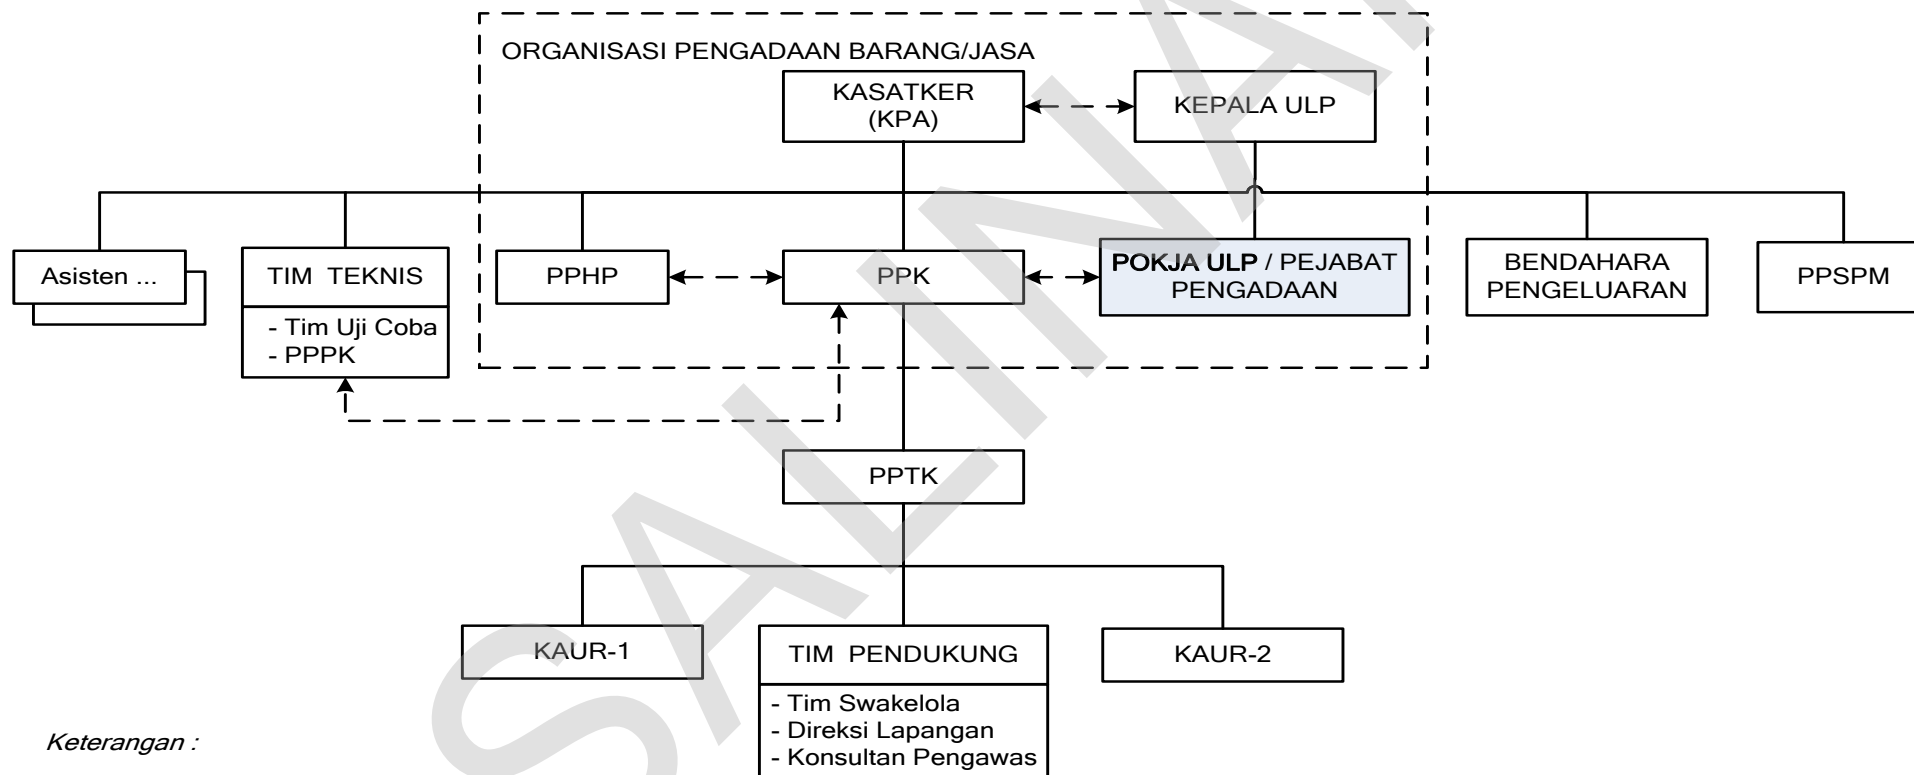 ORGANISASI PENGADAAN BARANG/JASA
KASATKER
(KPA)
KEPALA ULP
Asisten ...
TIM TEKNIS
- Tim Uji Coba
- PPPK
PPHP
PPK
POKJA ULP / PEJABAT
PENGADAAN
BENDAHARA
PENGELUARAN
PPSPM
PPTK
KAUR-1
TIM PENDUKUNG
- Tim Swakelola
- Direksi Lapangan
- Konsultan Pengawas
KAUR-2
Keterangan :
SALINAN